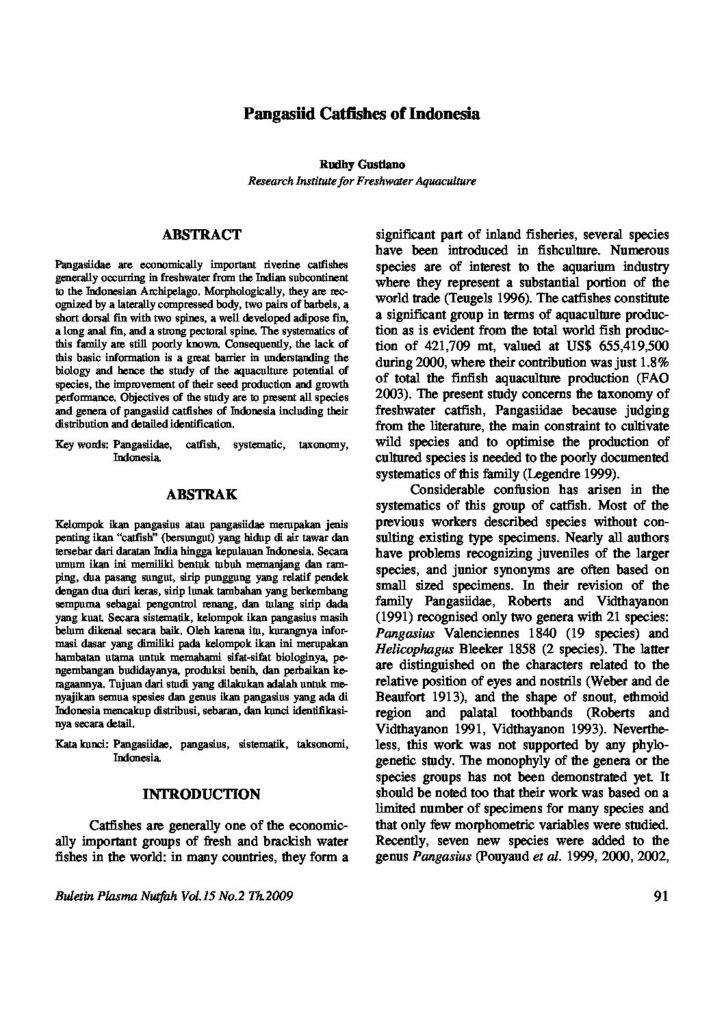 Pangasiid Catfishes of Indonesia
Rudhy Gustiano
Research Institute for Freshwater Aquaculture
ABSTRACT
Pangasiidae are economically important riverine catfishes
generally occurring in freshwater from the Indian subcontinent
to the Indonesian Archipelago. Morphologically, they are rec-
ognized by a laterally compressed body, two pairs of barbels, a
short dorsal fin with two spines, a well developed adipose fin,
a long anal fin, and a strong pectoral spine. The systematics of
this family are still poorly known. Consequently, the lack of
this basic information is a great barrier in understanding the
biology and hence the study of the aquaculture potential of
species, the improvement of their seed production and growth
performance. Objectives of the study are to present all species
and genera of pangasiid catfishes of Indonesia including their
distribution and detailed identification.
Key words: Pangasiidae, catfish, systematic, taxonomy,
Indonesia.
ABSTRAK
Kelompok ikan pangasius atau pangasiidae merupakan jenis
penting ikan “catfish” (bersungut) yang hidup di air tawar dan
tersebar dari daratan India hingga kepulauan Indonesia. Secara
umum ikan ini memiliki bentuk tubuh memanjang dan ram-
ping, dua pasang sungut, sirip punggung yang relatif pendek
dengan dua duri keras, sirip lunak tambahan yang berkembang
sempurna sebagai pengontrol renang, dan tulang sirip dada
yang kuat. Secara sistematik, kelompok ikan pangasius masih
belum dikenal secara baik. Oleh karena itu, kurangnya infor-
masi dasar yang dimiliki pada kelompok ikan ini merupakan
hambatan utama untuk memahami sifat-sifat biologinya, pe-
ngembangan budidayanya, produksi benih, dan perbaikan ke-
ragaannya. Tujuan dari studi yang dilakukan adalah untuk me-
nyajikan semua spesies dan genus ikan pangasius yang ada di
Indonesia mencakup distribusi, sebaran, dan kunci identifikasi-
nya secara detail.
Kata kunci: Pangasiidae, pangasius, sistematik, taksonomi,
Indonesia.
INTRODUCTION
Catfishes are generally one of the economic-
ally important groups of fresh and brackish water
fishes in the world: in many countries, they form a
significant part of inland fisheries, several species
have been introduced in fishculture. Numerous
species are of interest to the aquarium industry
where they represent a substantial portion of the
world trade (Teugels 1996). The catfishes constitute
a significant group in terms of aquaculture produc-
tion as is evident from the total world fish produc-
tion of 421,709 mt, valued at US$ 655,419,500
during 2000, where their contribution was just 1.8%
of total the finfish aquaculture production (FAO
2003). The present study concerns the taxonomy of
freshwater catfish, Pangasiidae because judging
from the literature, the main constraint to cultivate
wild species and to optimise the production of
cultured species is needed to the poorly documented
systematics of this family (Legendre 1999).
Considerable confusion has arisen in the
systematics of this group of catfish. Most of the
previous workers described species without con-
sulting existing type specimens. Nearly all authors
have problems recognizing juveniles of the larger
species, and junior synonyms are often based on
small sized specimens. In their revision of the
family Pangasiidae, Roberts and Vidthayanon
(1991) recognised only two genera with 21 species:
Pangasius Valenciennes 1840 (19 species) and
Helicophagus Bleeker 1858 (2 species). The latter
are distinguished on the characters related to the
relative position of eyes and nostrils (Weber and de
Beaufort 1913), and the shape of snout, ethmoid
region and palatal toothbands (Roberts and
Vidthayanon 1991, Vidthayanon 1993). Neverthe-
less, this work was not supported by any phylo-
genetic study. The monophyly of the genera or the
species groups has not been demonstrated yet. It
should be noted too that their work was based on a
limited number of specimens for many species and
that only few morphometric variables were studied.
Recently, seven new species were added to the
genus Pangasius (Pouyaud et al. 1999, 2000, 2002,
Buletin Plasma Nutfah Vol.15 No.2 Th.2009
91